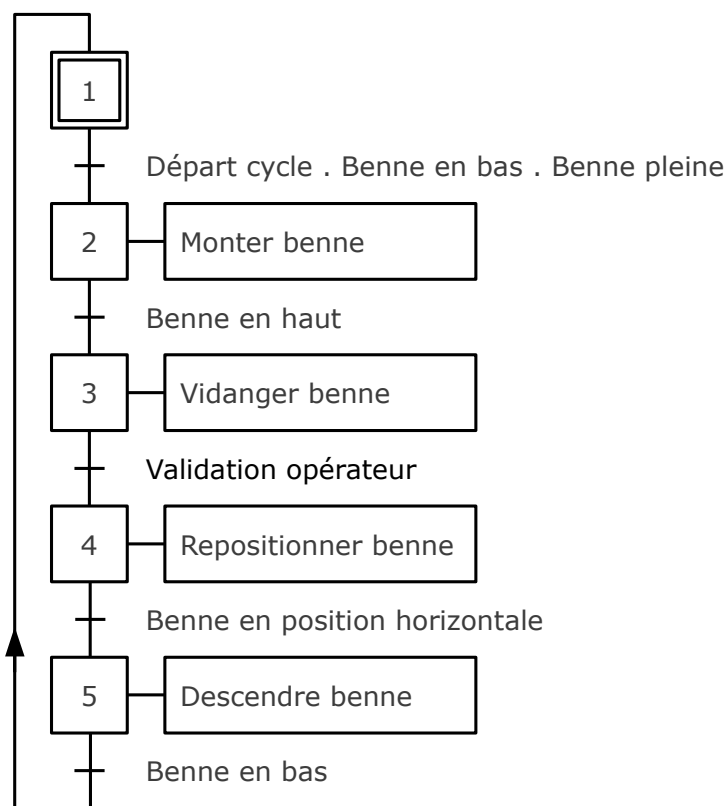 1
Départ cycle . Benne en bas . Benne pleine
2 Monter benne
Benne en haut
3 Vidanger benne
Validation opérateur
4 Repositionner benne
Benne en position horizontale
5 Descendre benne
Benne en bas